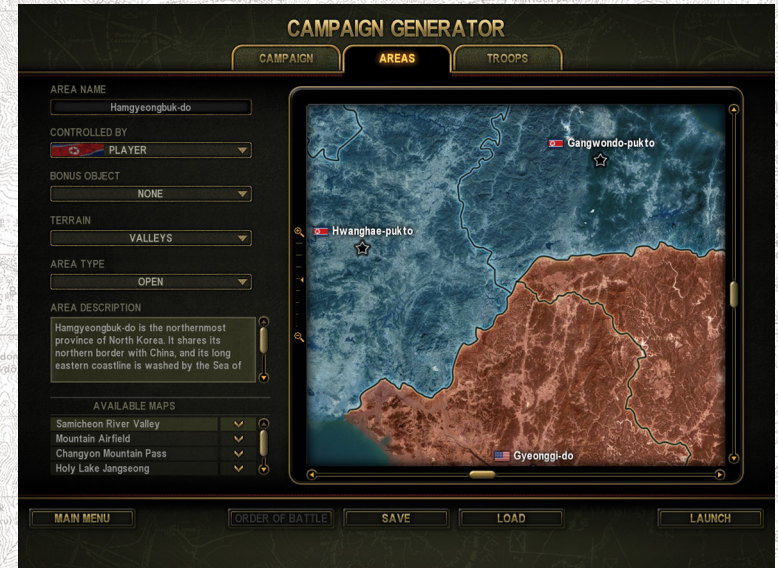 CAMPAIGN GENERATOR
CAMPAIGN
AREAS
TROOPS
AREA NAME
Hamgyeongbuk-do
CONTROLLED BY
PLAYER
BONUS OBJECT
NONE
TERRAIN
VALLEYS
AREA TYPE
OPEN
AREA DESCRIPTION
Hamgyeongbuk-do is the northernmost
province of North Korea. It shares its
northern border with China, and its long
eastern coastline is washed by the Sea of
AVAILABLE MAPS
Samicheon River Valley
Mountain Airfield
Changyon Mountain Pass
Holy Lake Jangseong
Gangwondo-pukto
Hwanghae-pukto
Gyeonggi-do
MAIN MENU
ORDER OF BATTLE
SAVE
LOAD
LAUNCH